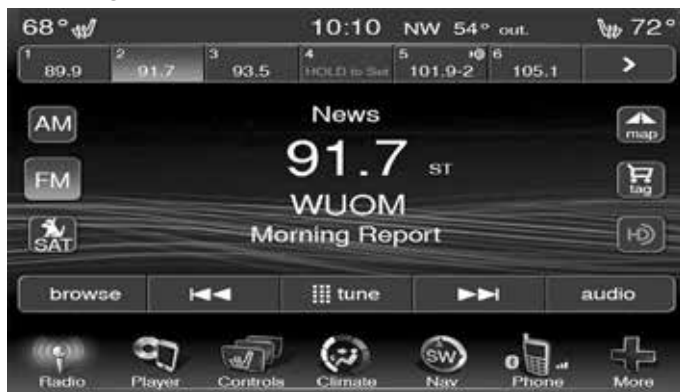 68° 10:10 NW 54° out. 72°
1 89.9 2 91.7 3 93.5 4 HOLD to Set 5 101.9-2 6 105.1 >
AM News map
91.7 ST
FM WUOM tag
SAT Morning Report HD
browse tune audio
SW
Radio Player Controls Climate Nav Phone More